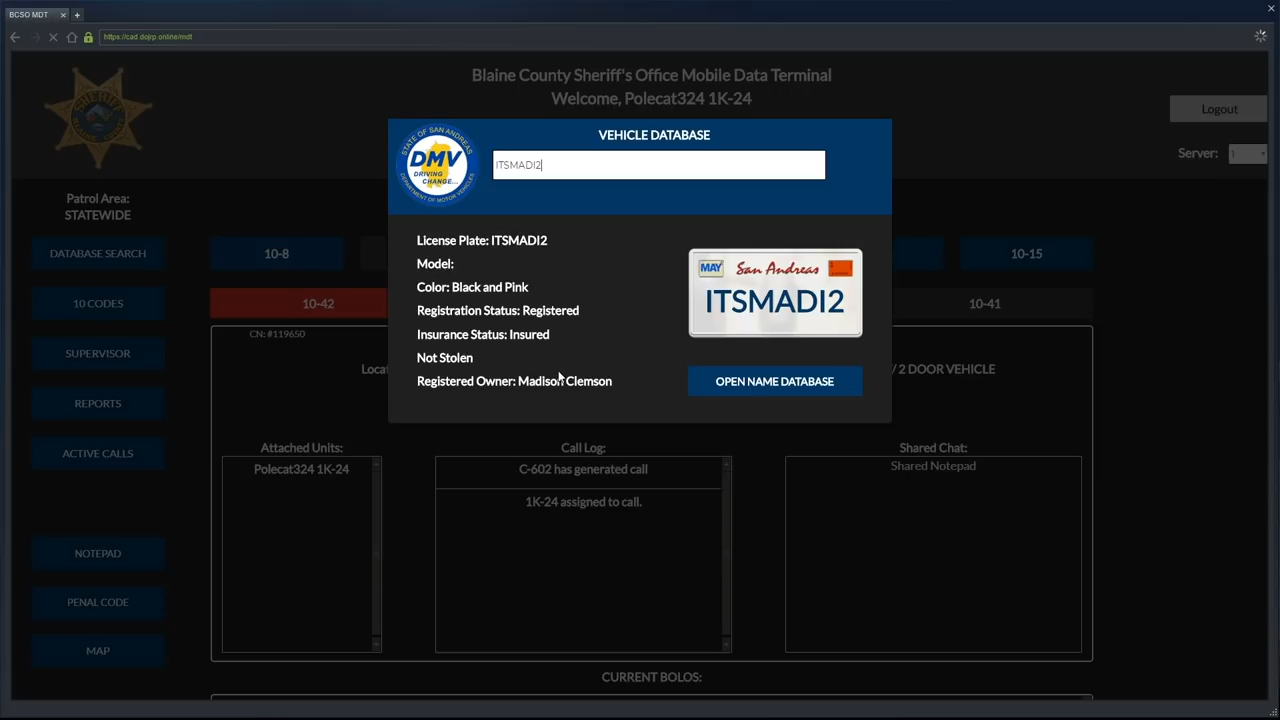 BCSO MDT
https://cad.dojrp.online/mdt
Blaine County Sheriff's Office Mobile Data Terminal
Welcome, Polecat324 1K-24
Logout
Server: 1
SHERIFF
Patrol Area:
STATEWIDE
DATABASE SEARCH
10 CODES
SUPERVISOR
REPORTS
ACTIVE CALLS
NOTEPAD
PENAL CODE
MAP
STATE OF SAN ANDREAS
DMV
DRIVING
CHANGE...
DEPARTMENT OF MOTOR VEHICLES
VEHICLE DATABASE
ITSMADI2
License Plate: ITSMADI2
Model:
Color: Black and Pink
Registration Status: Registered
Insurance Status: Insured
Not Stolen
Registered Owner: Madison Clemson
MAY San Andreas
ITSMADI2
OPEN NAME DATABASE
10-8
10-15
10-42
10-41
CN: #119650
/ 2 DOOR VEHICLE
Attached Units:
Polecat324 1K-24
Call Log:
C-602 has generated call
1K-24 assigned to call.
Shared Chat:
Shared Notepad
CURRENT BOLOS: